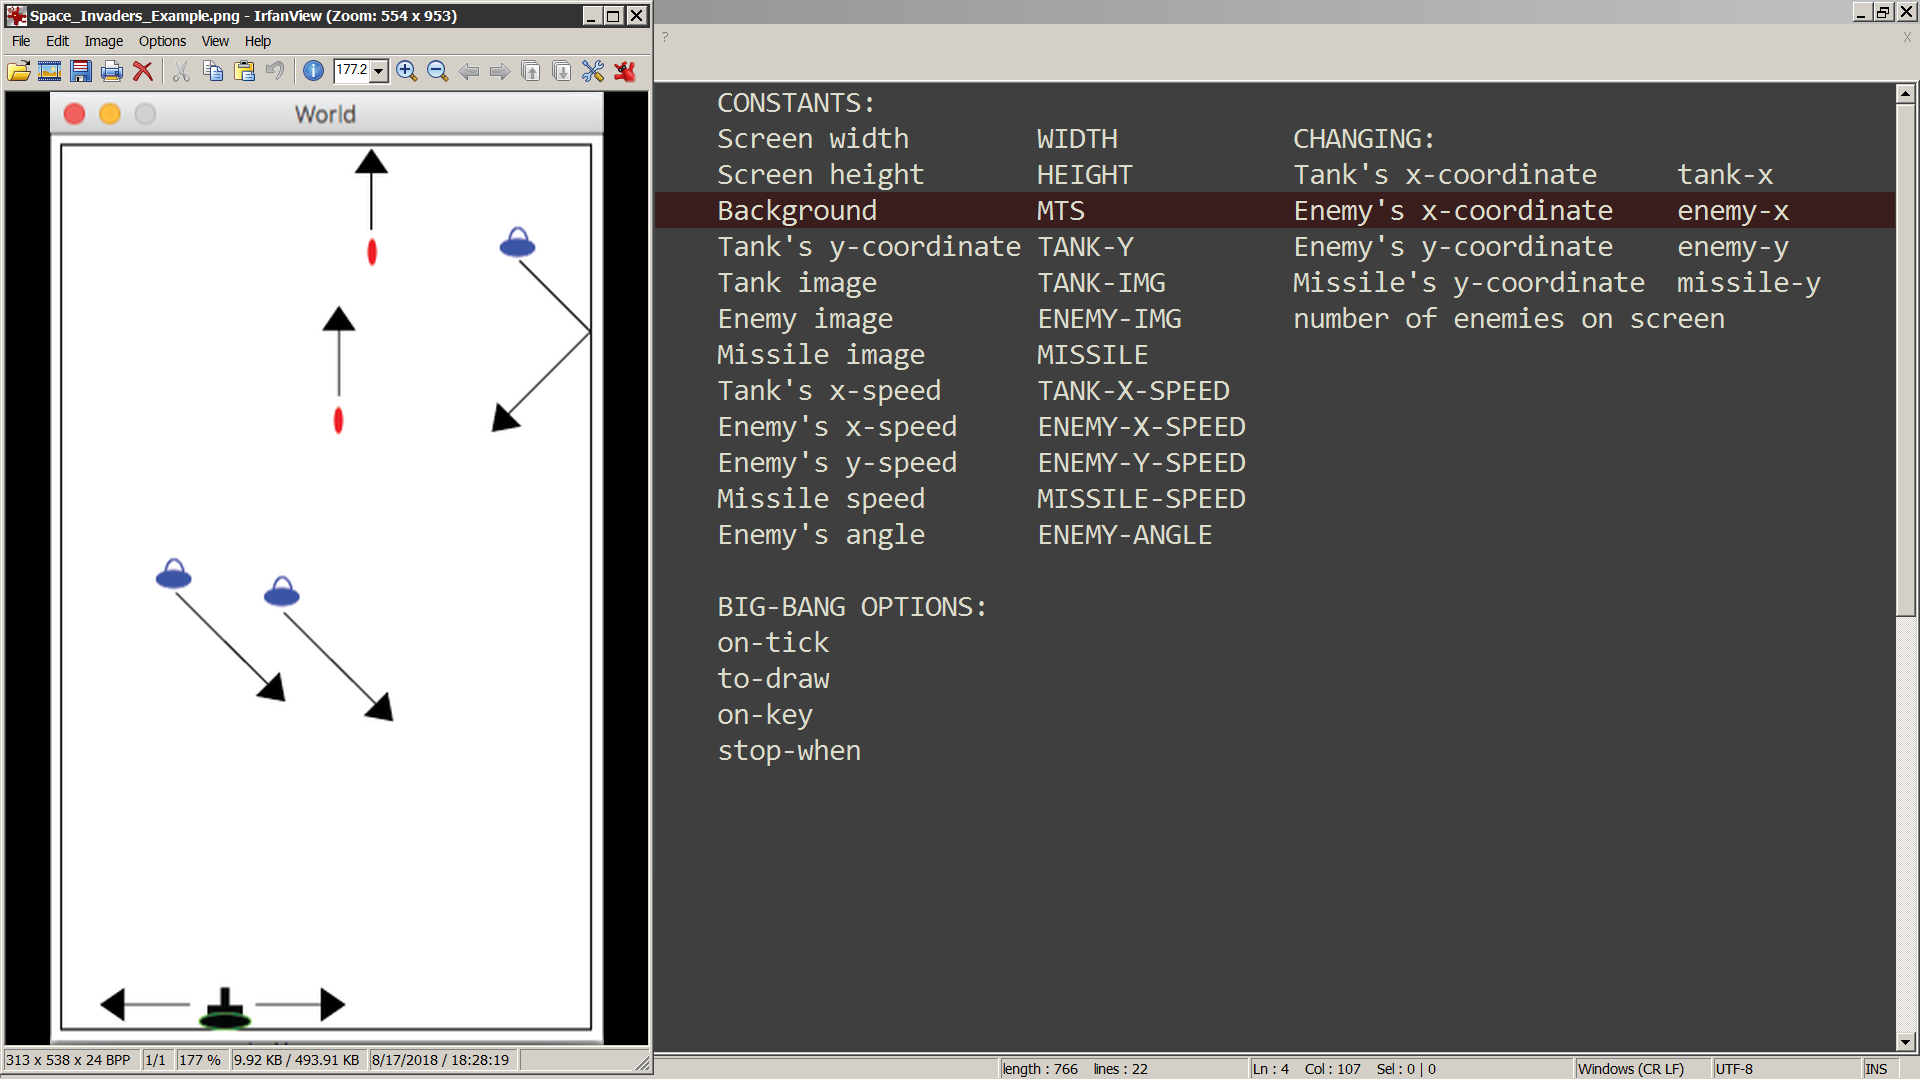 Space_Invaders_Example.png - IrfanView (Zoom: 554 x 953)
File Edit Image Options View Help
177.2
World
313 x 538 x 24 BPP 1/1 177 % 9.92 KB / 493.91 KB 8/17/2018 / 18:28:19
? X
CONSTANTS:
Screen width WIDTH CHANGING:
Screen height HEIGHT Tank's x-coordinate tank-x
Background MTS Enemy's x-coordinate enemy-x
Tank's y-coordinate TANK-Y Enemy's y-coordinate enemy-y
Tank image TANK-IMG Missile's y-coordinate missile-y
Enemy image ENEMY-IMG number of enemies on screen
Missile image MISSILE
Tank's x-speed TANK-X-SPEED
Enemy's x-speed ENEMY-X-SPEED
Enemy's y-speed ENEMY-Y-SPEED
Missile speed MISSILE-SPEED
Enemy's angle ENEMY-ANGLE
BIG-BANG OPTIONS:
on-tick
to-draw
on-key
stop-when
length : 766 lines : 22 Ln : 4 Col : 107 Sel : 0 | 0 Windows (CR LF) UTF-8 INS